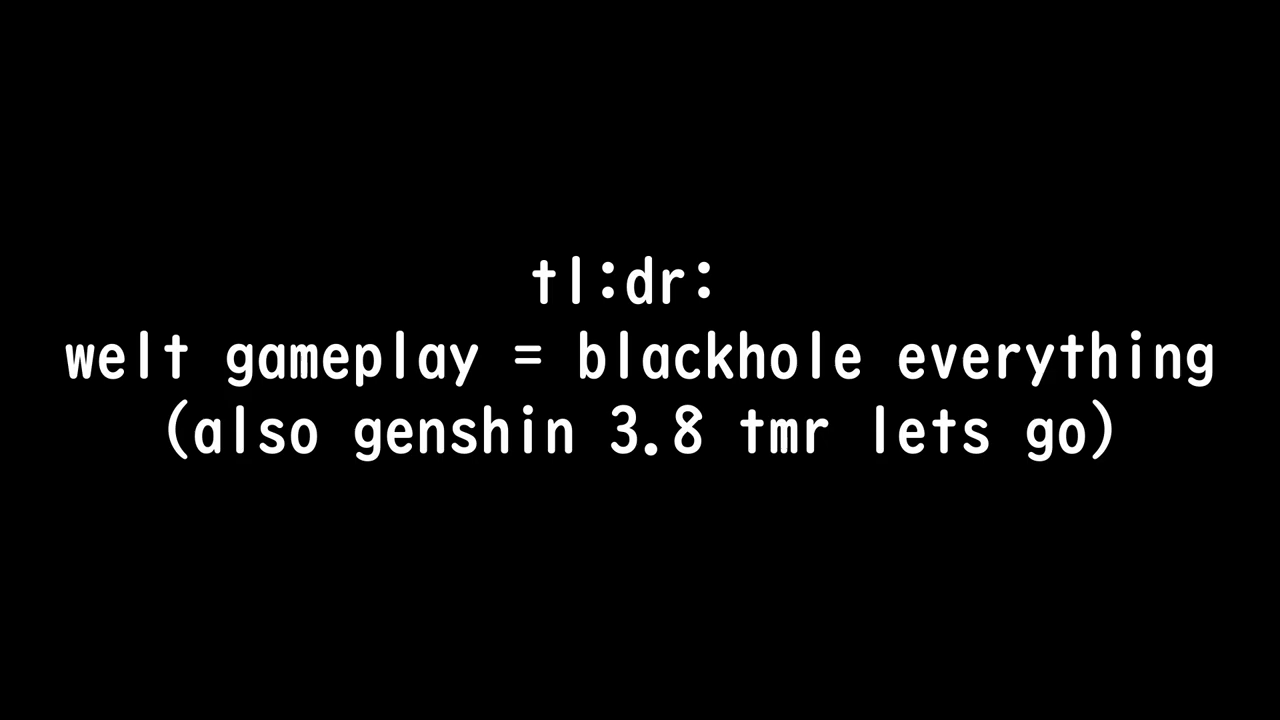 tl:dr:
welt gameplay = blackhole everything
(also genshin 3.8 tmr lets go)